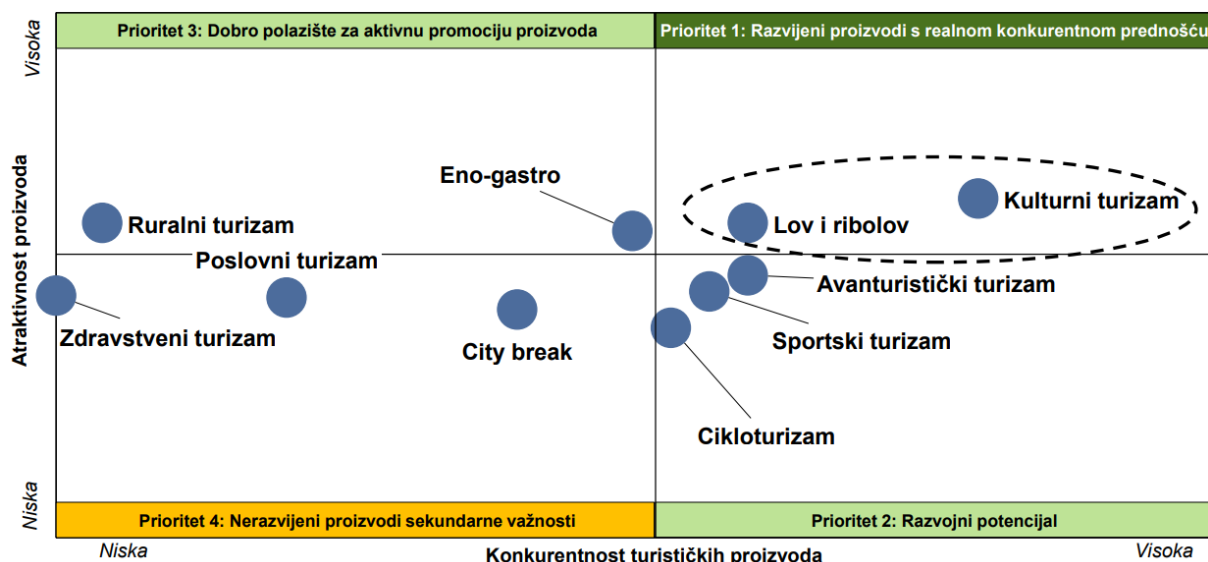 Prioritet 3: Dobro polazište za aktivnu promociju proizvoda
Prioritet 1: Razvijeni proizvodi s realnom konkurentnom prednošću
Visoka
Atraktivnost proizvoda
Niska
Eno-gastro
Kulturni turizam
Ruralni turizam
Lov i ribolov
Poslovni turizam
Avanturistički turizam
Zdravstveni turizam
City break
Sportski turizam
Cikloturizam
Prioritet 4: Nerazvijeni proizvodi sekundarne važnosti
Prioritet 2: Razvojni potencijal
Niska
Konkurentnost turističkih proizvoda
Visoka